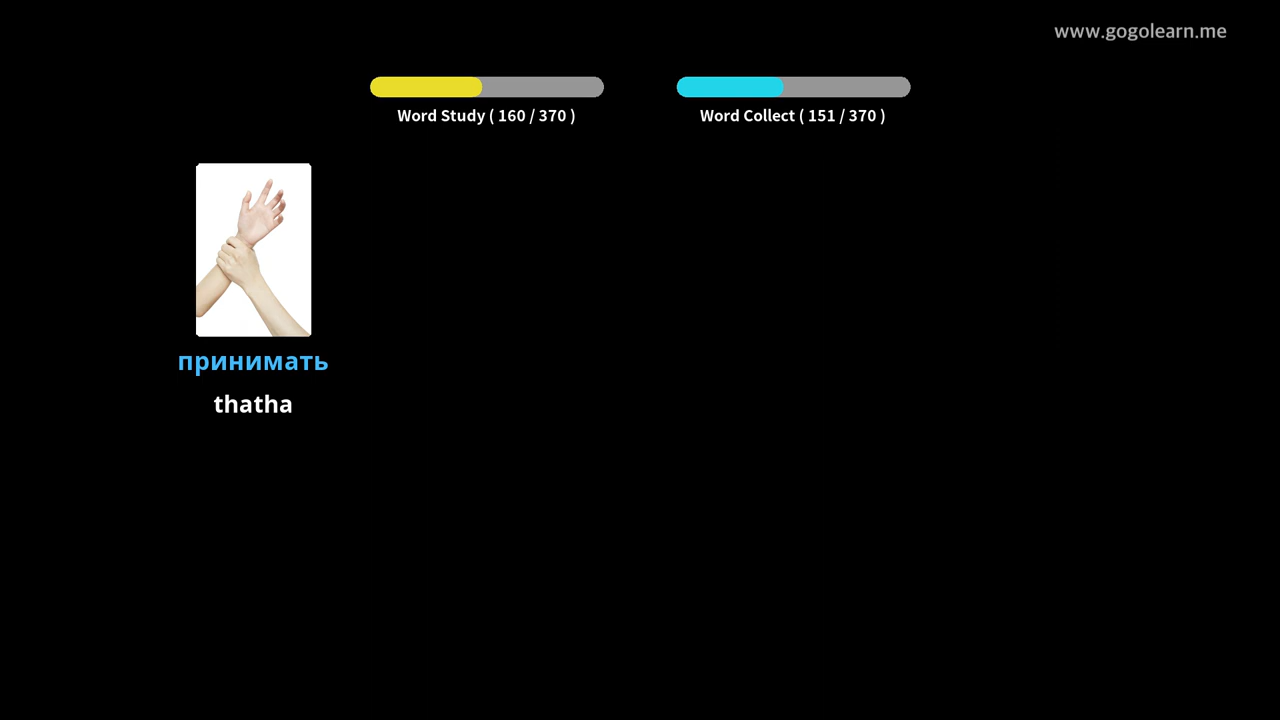 www.gogolearn.me
Word Study ( 160 / 370 )
Word Collect ( 151 / 370 )
принимать
thatha